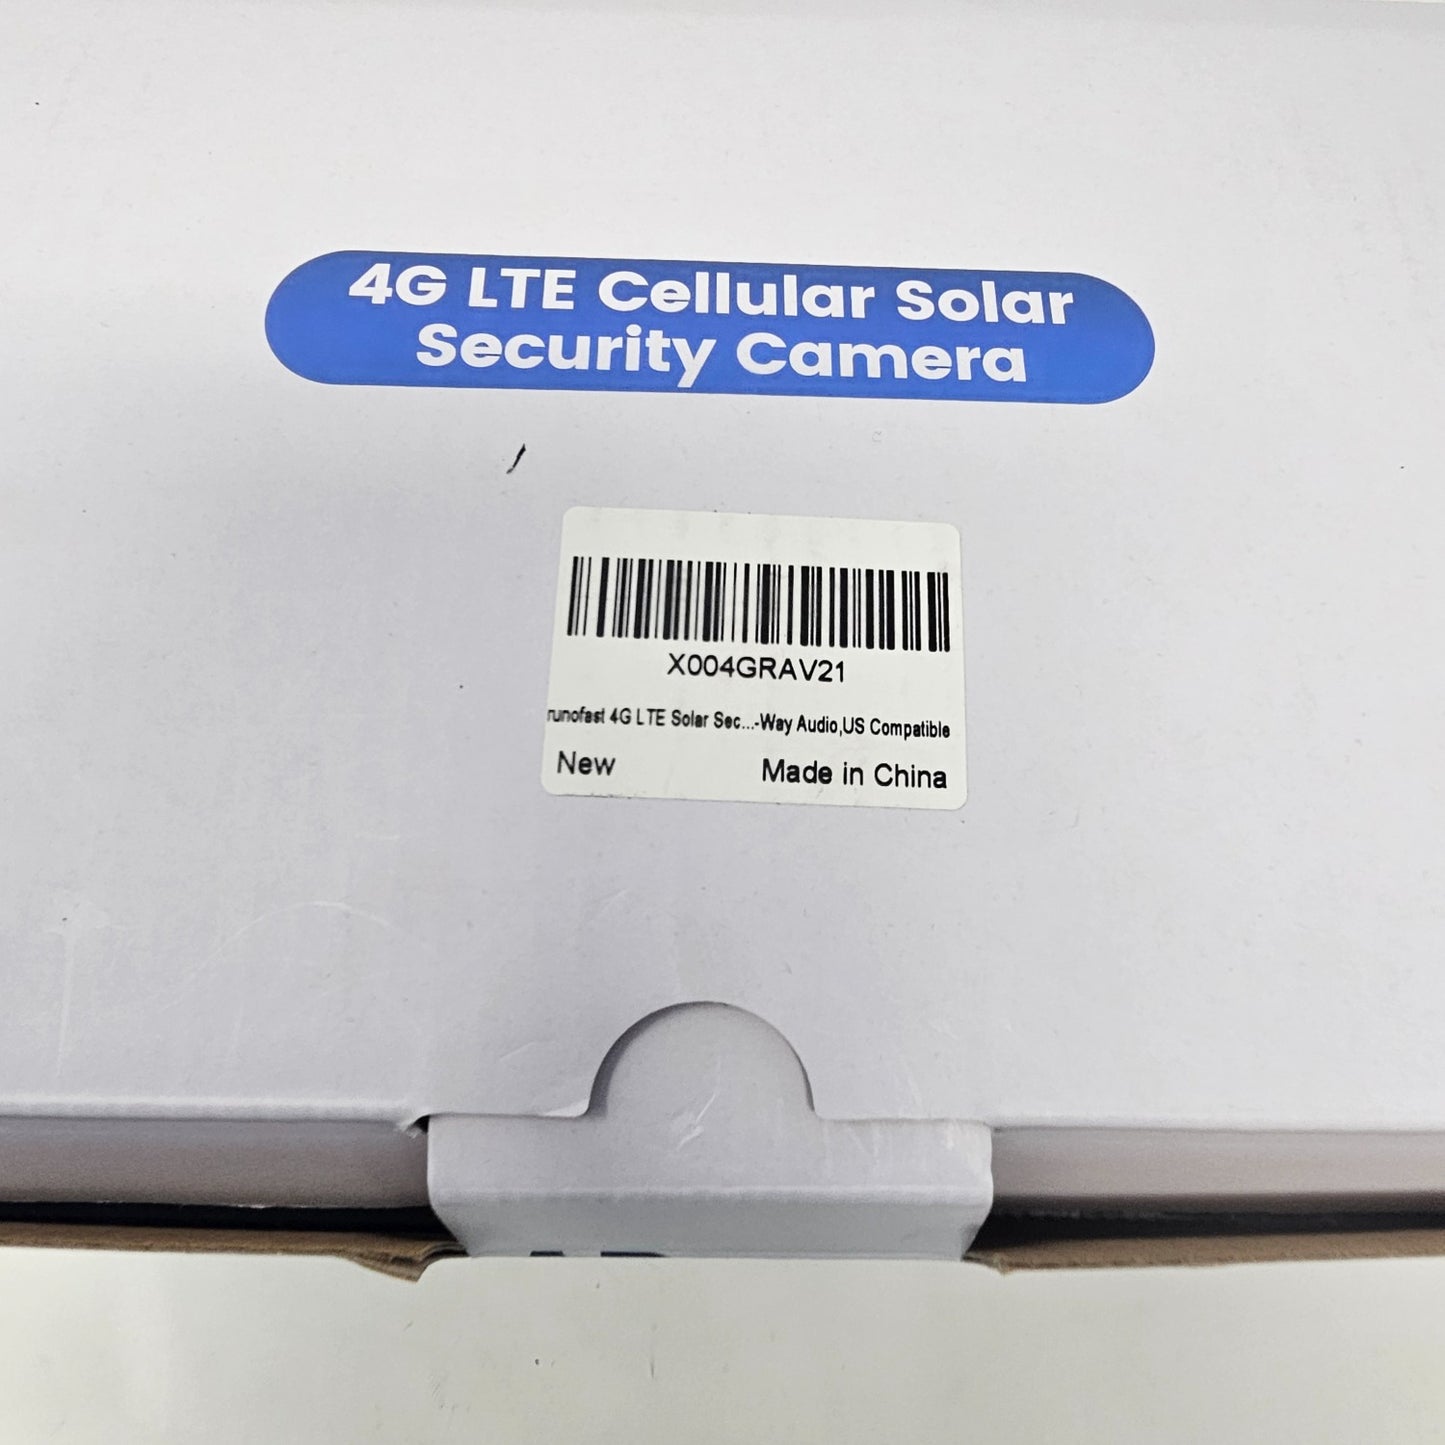 4G LTE Cellular Solar
Security Camera
X004GRAV21
runofast 4G LTE Solar Sec...-Way Audio,US Compatible
New
Made in China